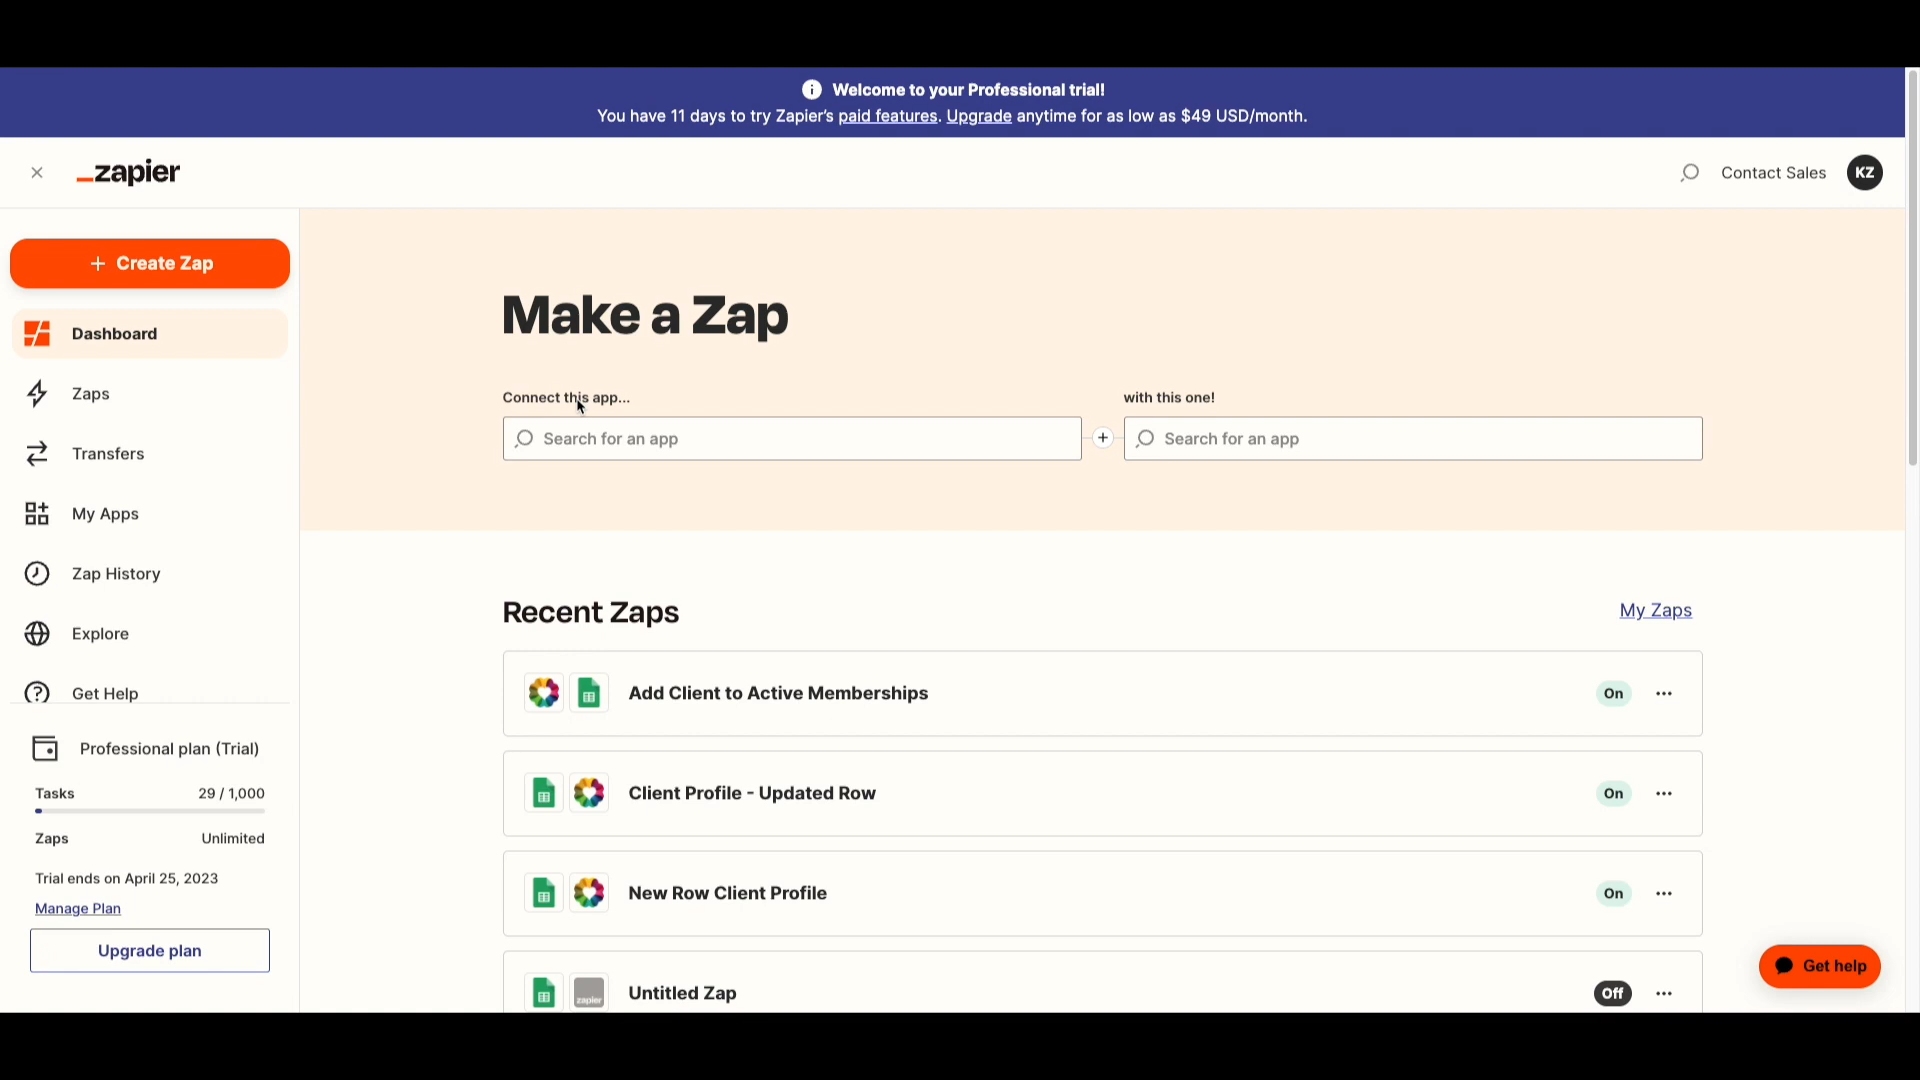 Welcome to your Professional trial!
You have 11 days to try Zapier's paid features. Upgrade anytime for as low as $49 USD/month.
zapier
Contact Sales
KZ
+ Create Zap
Dashboard
Zaps
Transfers
My Apps
Zap History
Explore
Get Help
Professional plan (Trial)
Tasks 29 / 1,000
Zaps Unlimited
Trial ends on April 25, 2023
Manage Plan
Upgrade plan
Make a Zap
Connect this app...
with this one!
Search for an app
+
Search for an app
Recent Zaps
My Zaps
Add Client to Active Memberships
On
Client Profile - Updated Row
On
New Row Client Profile
On
zapier
Untitled Zap
Off
Get help